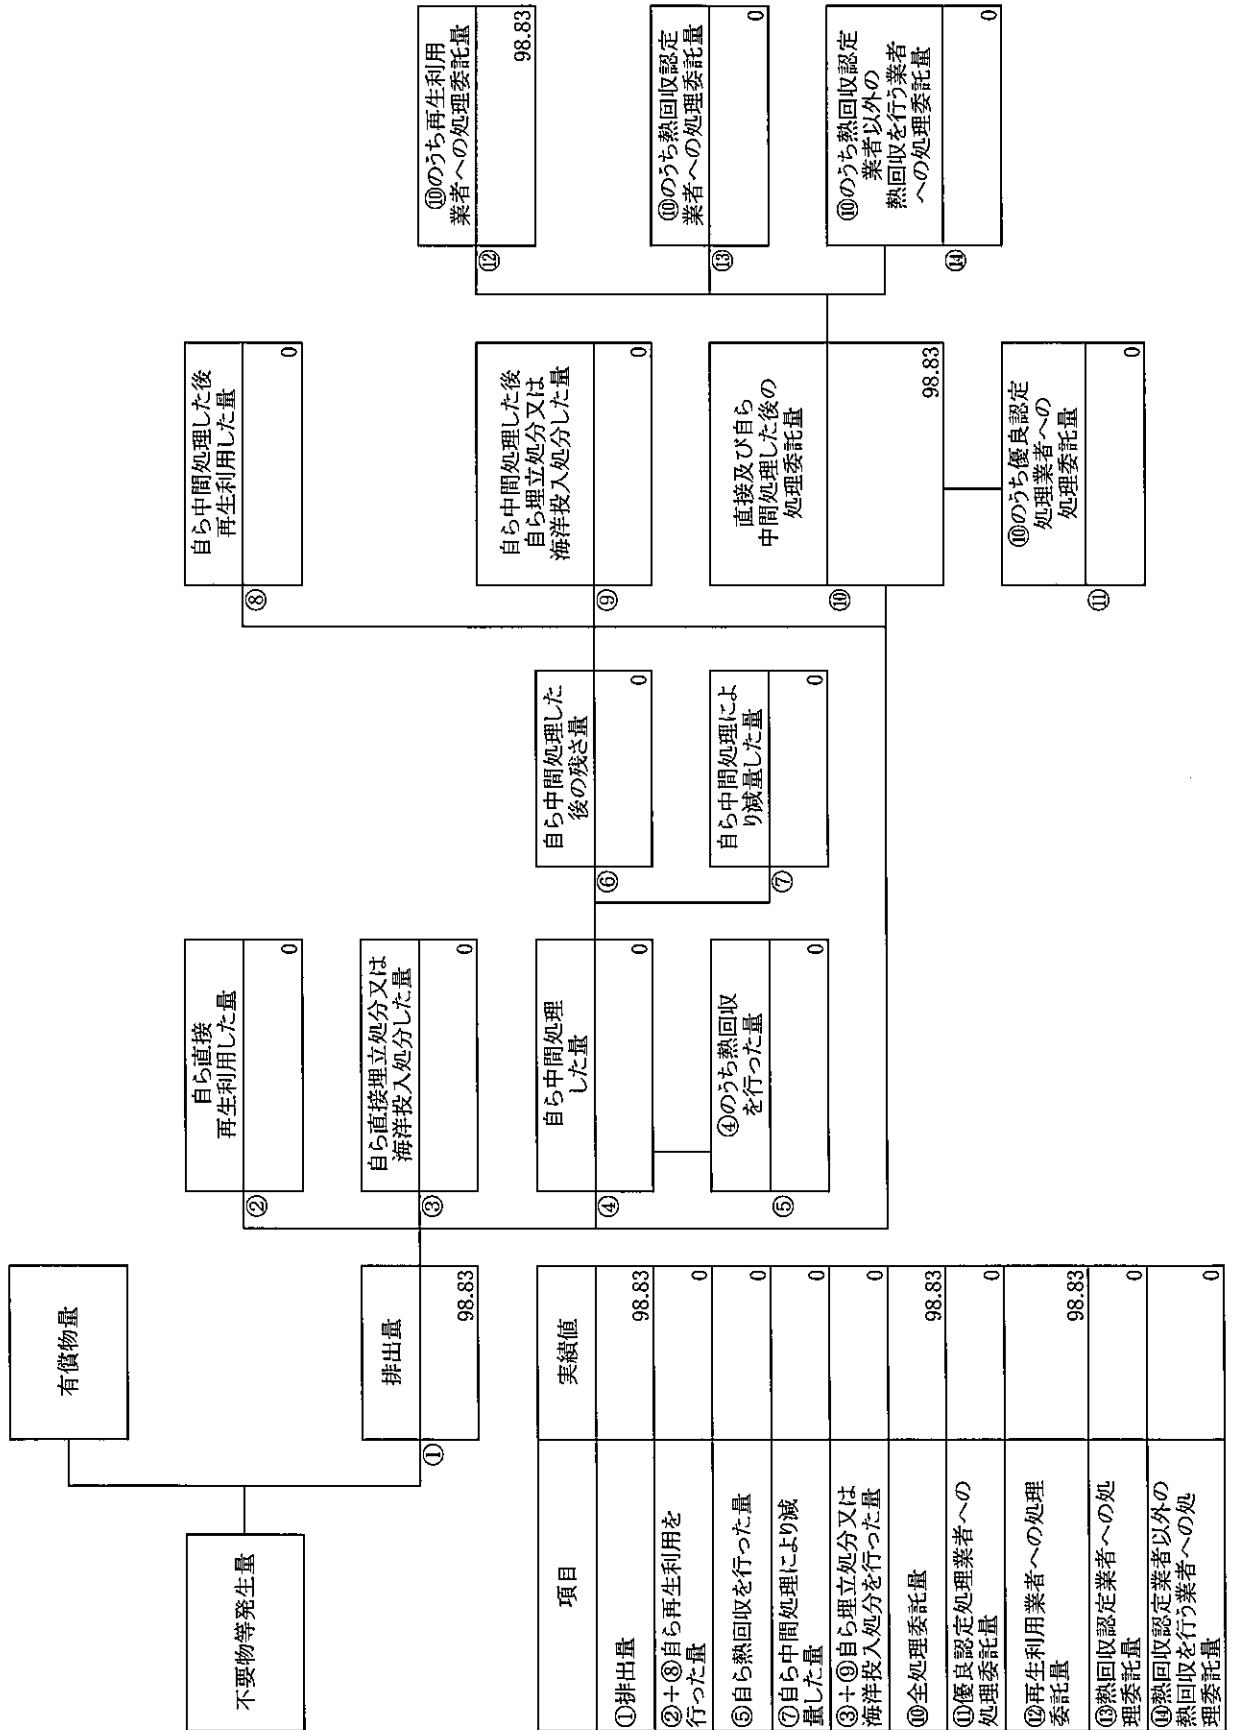 不要物等発生量
有償物量
排出量
①
98.83
自ら直接
再生利用した量
②
0
自ら直接埋立処分又は
海洋投入処分した量
③
0
自ら中間処理
した量
④
0
④のうち熱回収
を行った量
⑤
0
自ら中間処理した
後の残さ量
⑥
0
自ら中間処理によ
り減量した量
⑦
0
自ら中間処理した後
再生利用した量
⑧
0
自ら中間処理した後
自ら埋立処分又は
海洋投入処分した量
⑨
0
直接及び自ら
中間処理した後の
処理委託量
⑩
98.83
⑩のうち優良認定
処理業者への
処理委託量
⑪
0
⑩のうち再生利用
業者への処理委託量
⑫
98.83
⑩のうち熱回収認定
業者への処理委託量
⑬
0
⑩のうち熱回収認定
業者以外の
熱回収を行う業者
への処理委託量
⑭
0
項目
実績値
①排出量
98.83
②+⑧自ら再生利用を
行った量
0
⑤自ら熱回収を行った量
0
⑦自ら中間処理により減
量した量
0
③+⑨自ら埋立処分又は
海洋投入処分を行った量
0
⑩全処理委託量
98.83
⑪優良認定処理業者への
処理委託量
0
⑫再生利用業者への処理
委託量
98.83
⑬熱回収認定業者への処
理委託量
0
⑭熱回収認定業者以外の
熱回収を行う業者への処
理委託量
0